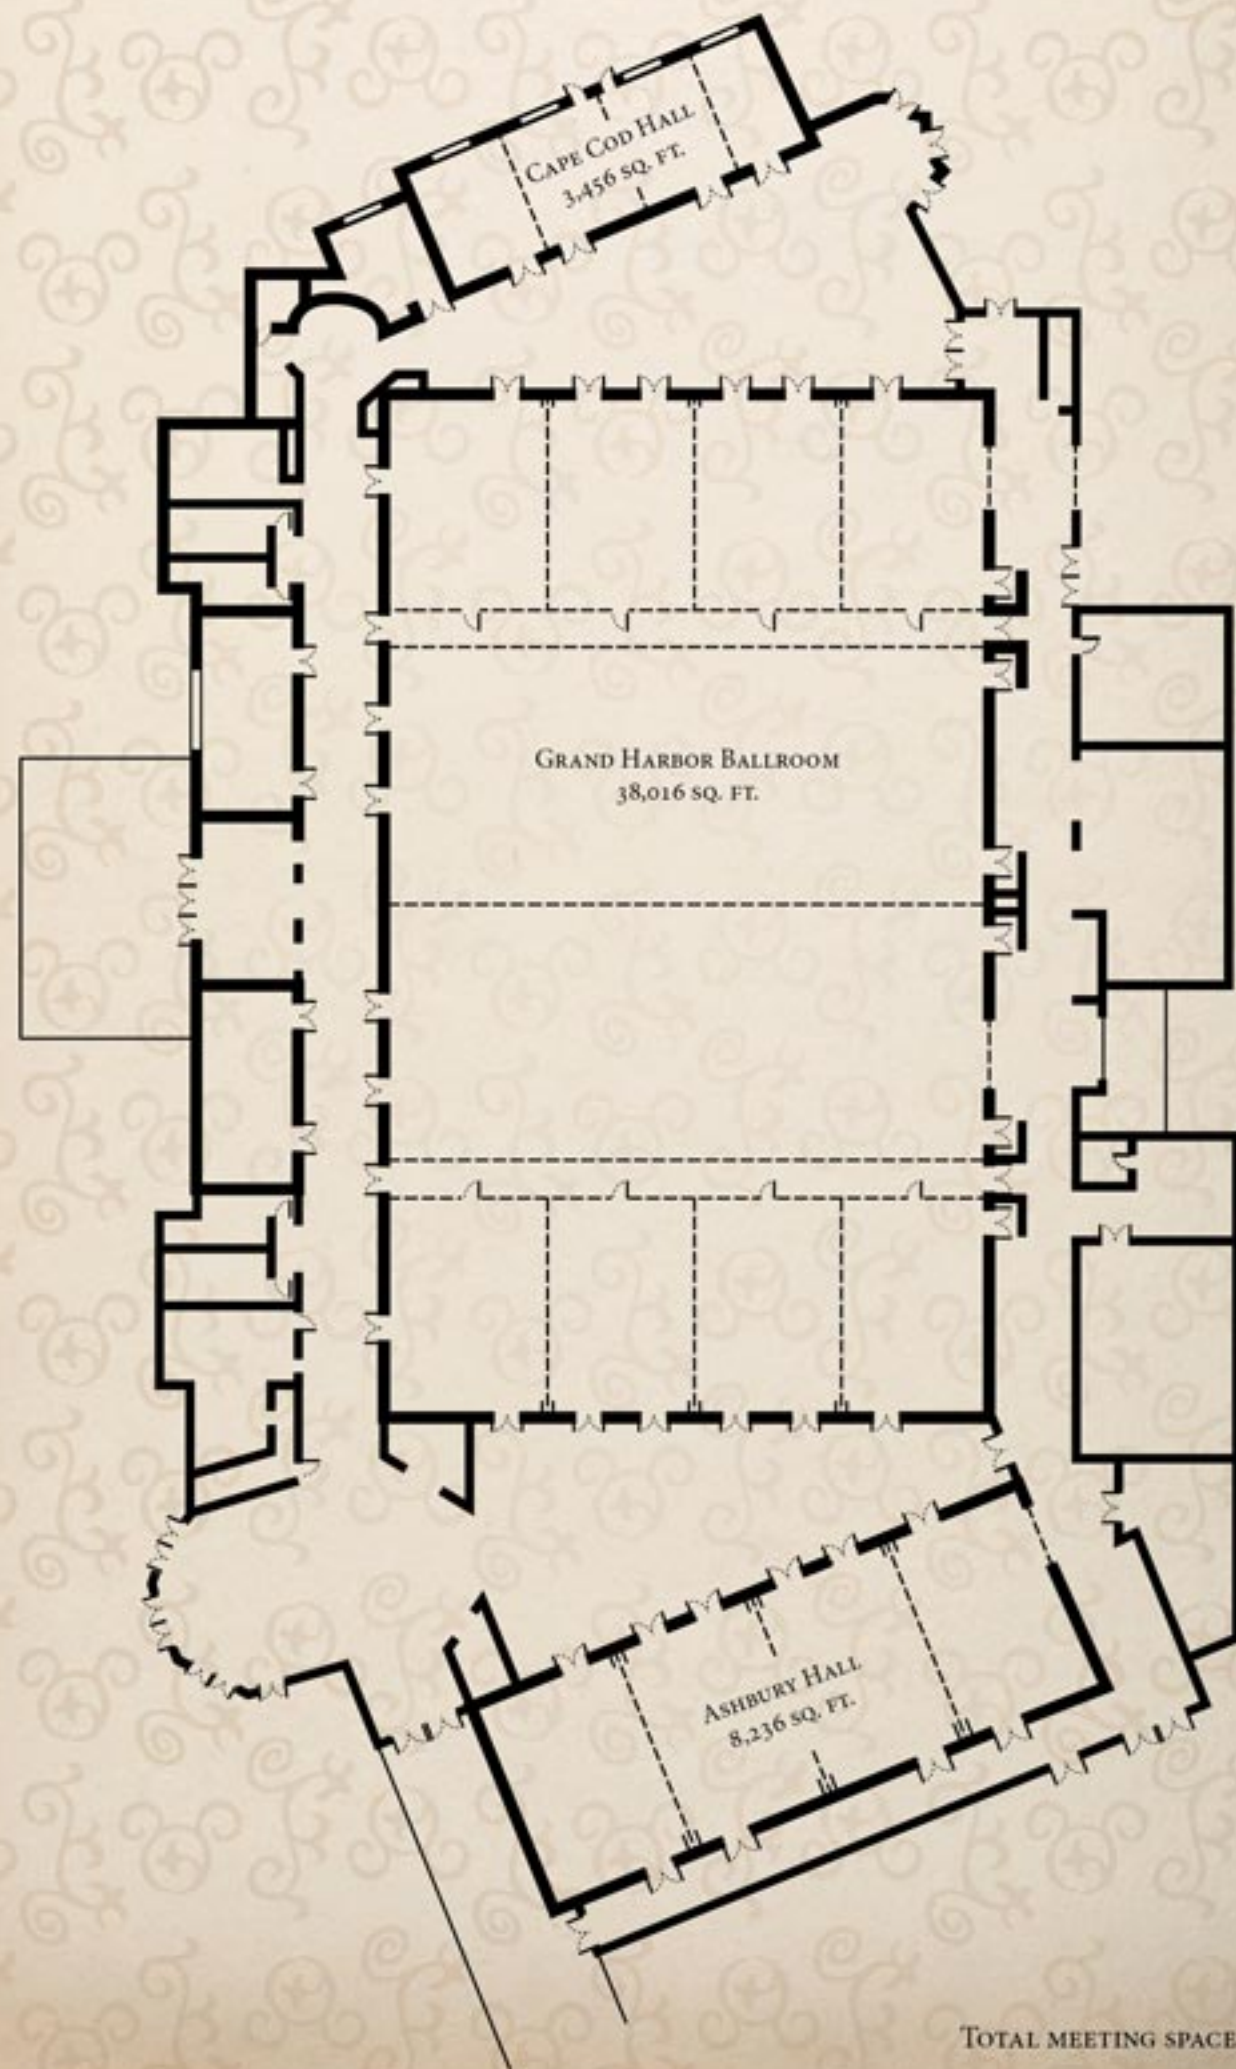 Cape Cod Hall
3,456 sq. ft.
Grand Harbor Ballroom
38,016 sq. ft.
Ashbury Hall
8,236 sq. ft.
Total meeting space